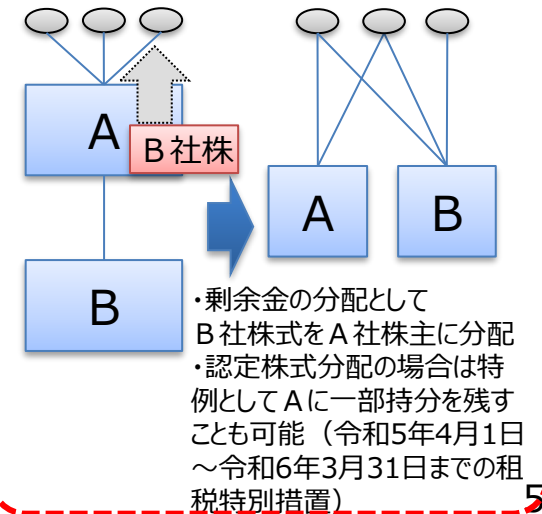 A
B社株
B
A
B
・剰余金の分配として
B社株式をA社株主に分配
・認定株式分配の場合は特
例としてAに一部持分を残す
ことも可能（令和5年4月1日
～令和6年3月31日までの租
税特別措置）
5